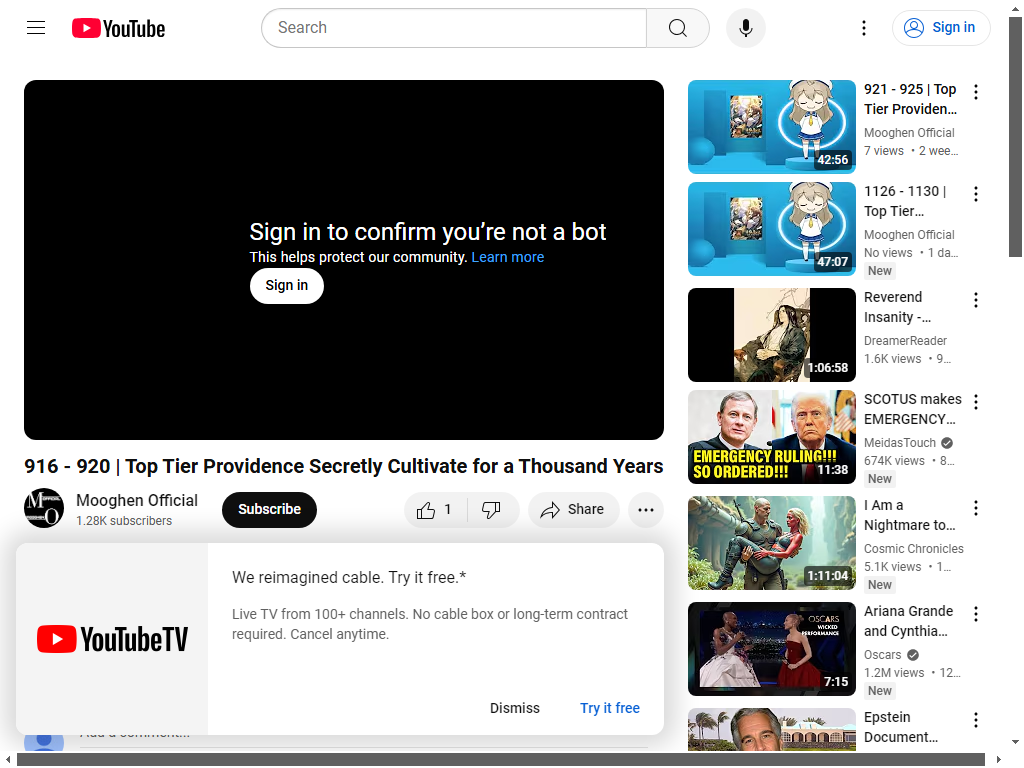 YouTube
Search
Sign in
Sign in to confirm you’re not a bot
This helps protect our community. Learn more
Sign in
916 - 920 | Top Tier Providence Secretly Cultivate for a Thousand Years
Mooghen Official
1.28K subscribers
Subscribe
1
Share
YouTubeTV
We reimagined cable. Try it free.*
Live TV from 100+ channels. No cable box or long-term contract
required. Cancel anytime.
Dismiss
Try it free
42:56
921 - 925 | Top
Tier Providen…
Mooghen Official
7 views • 2 wee…
47:07
1126 - 1130 |
Top Tier…
Mooghen Official
No views • 1 da…
New
1:06:58
Reverend
Insanity -…
DreamerReader
1.6K views • 9…
EMERGENCY RULING!!!
SO ORDERED!!!
11:38
SCOTUS makes
EMERGENCY…
MeidasTouch
674K views • 8…
New
1:11:04
I Am a
Nightmare to…
Cosmic Chronicles
5.1K views • 1…
New
OSCARS
WICKED
PERFORMANCE
7:15
Ariana Grande
and Cynthia…
Oscars
1.2M views • 12…
New
Epstein
Document…